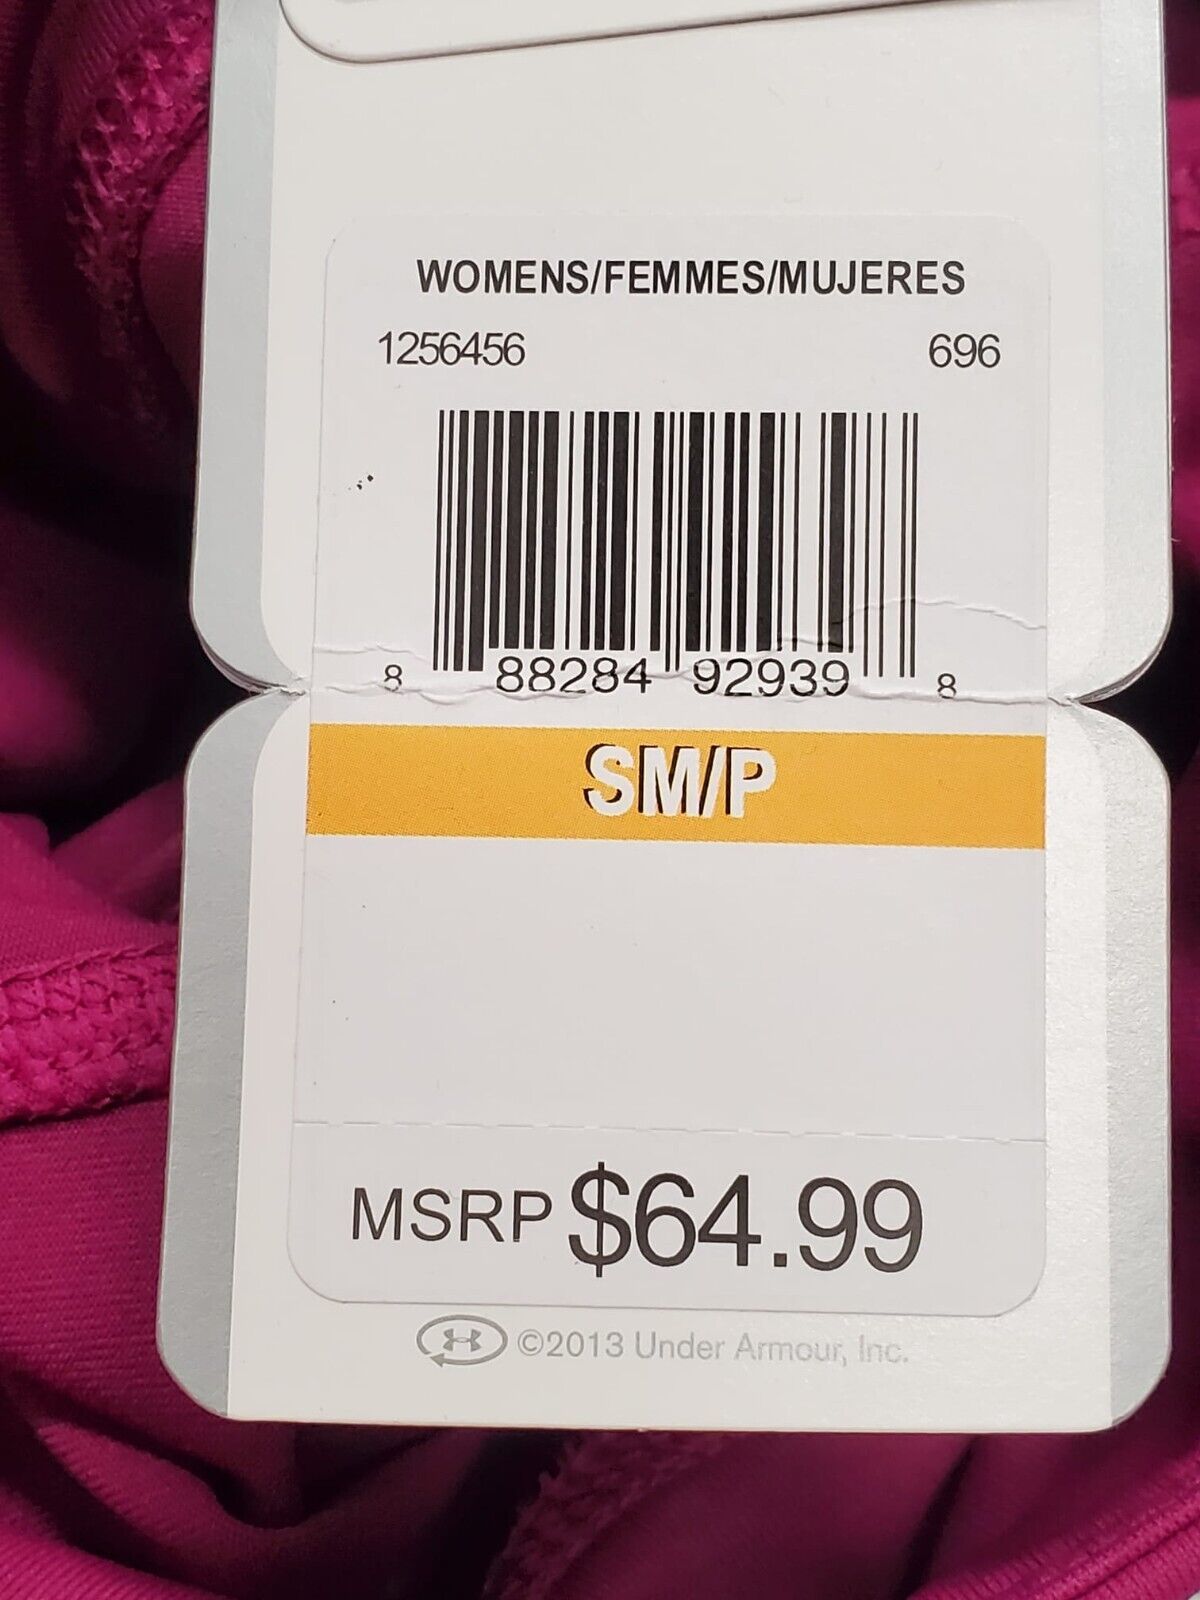 WOMENS/FEMMES/MUJERES
1256456 696
8 88284 92939 8
SM/P
MSRP $64.99
©2013 Under Armour, Inc.